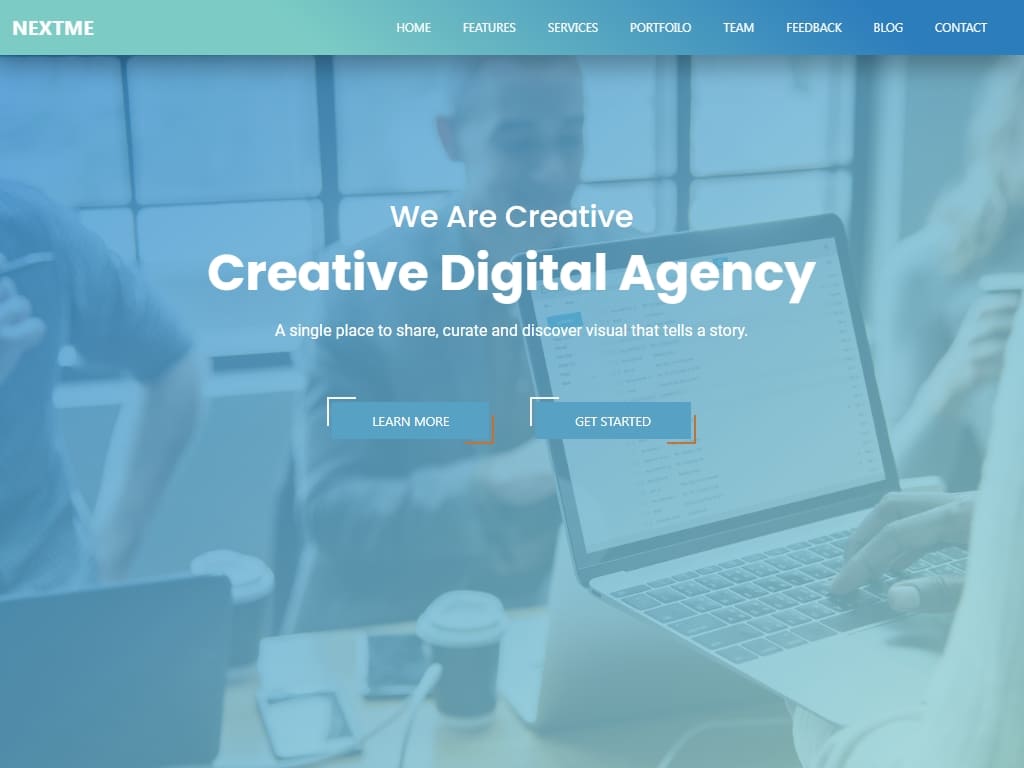 NEXTME
HOME FEATURES SERVICES PORTFOILO TEAM FEEDBACK BLOG CONTACT
We Are Creative
Creative Digital Agency
A single place to share, curate and discover visual that tells a story.
LEARN MORE GET STARTED